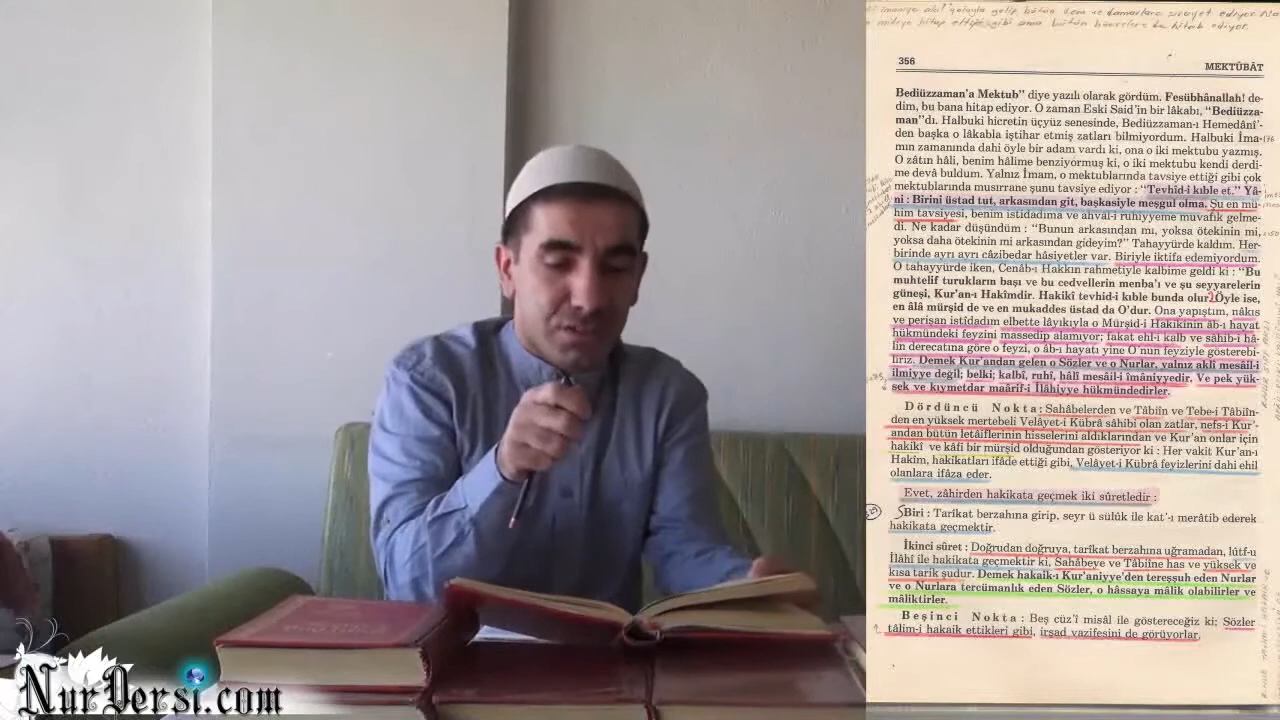 356
MEKTÛBÂT
Bediüzzaman'a Mektub" diye yazılı olarak gördüm. Fesübhânallah! de-
dim, bu bana hitap ediyor. O zaman Eski Said'in bir lâkabı, "Bediüzza-
man"dı. Halbuki hicretin üçyüz senesinde, Bediüzzaman-ı Hemedânî'-
den başka o lâkabla iştihar etmiş zatları bilmiyordum. Halbuki İma-
mın zamanında dahi öyle bir adam vardı ki, ona o iki mektubu yazmış.
O zâtın hâli, benim hâlime benziyormuş ki, o iki mektubu kendi derdi-
me devâ buldum. Yalnız İmam, o mektublarında tavsiye ettiği gibi çok
mektublarında musırrane şunu tavsiye ediyor : "Tevhîd-i kıble et." Yâ-
ni : Birini üstad tut, arkasından git, başkasiyle meşgul olma. Şu en mü-
him tavsiyesi, benim istidadıma ve ahval-i ruhiyyeme muvafık gelme-
di. Ne kadar düşündüm : "Bunun arkasından mı, yoksa ötekinin mi,
yoksa daha ötekinin mi arkasından gideyim?" Tahayyürde kaldım. Her-
birinde ayrı ayrı câzibedar hâsiyetler var. Biriyle iktifa edemiyordum.
O tahayyürde iken, Cenâb-ı Hakkın rahmetiyle kalbime geldi ki : "Bu
muhtelif turukların başı ve bu cedvellerin menba'ı ve şu seyyarelerin
güneşi, Kur'an-ı Hakîmdir. Hakikî tevhid-i kıble bunda olur. Öyle ise,
en âlâ mürşid de ve en mukaddes üstad da O'dur. Ona yapıştım, nâkıs
ve perişan istidadım elbette lâyıkıyla o Mürşid-i Hakikînin âb-ı hayat
hükmündeki feyzini massedip alamıyor; fakat ehl-i kalb ve sâhib-i hâ-
lin derecatına göre o feyzi, o âb-ı hayatı yine O'nun feyziyle gösterebi-
liriz. Demek Kur'andan gelen o Sözler ve o Nurlar, yalnız aklî mesâil-i
ilmiyye değil; belki; kalbî, ruhî, hâlî mesâil-i îmâniyyedir. Ve pek yük-
sek ve kıymetdar maârif-i İlâhiyye hükmündedirler.
Dördüncü Nokta : Sahâbelerden ve Tâbiîn ve Tebe-i Tâbiîn-
den en yüksek mertebeli Velâyet-i Kübrâ sâhibi olan zatlar, nefs-i Kur'-
andan bütün letâiflerinin hisselerini aldıklarından ve Kur'an onlar için
hakikî ve kâfi bir mürşid olduğundan gösteriyor ki : Her vakit Kur'an-ı
Hakîm, hakikatları ifâde ettiği gibi, Velâyet-i Kübrâ feyizlerini dahi ehil
olanlara ifâza eder.
Evet, zâhirden hakikata geçmek iki sûretledir :
Biri : Tarîkat berzahına girip, seyr ü sülûk ile kat'-ı merâtib ederek
hakikata geçmektir.
İkinci sûret : Doğrudan doğruya, tarîkat berzahına uğramadan, lûtf-u
İlâhî ile hakikata geçmektir ki, Sahâbeye ve Tâbiîne has ve yüksek ve
kısa tarik şudur. Demek hakaik-ı Kur'aniyye'den tereşşuh eden Nurlar
ve o Nurlara tercümanlık eden Sözler, o hâssaya mâlik olabilirler ve
mâliktirler.
Beşinci Nokta : Beş cüz'î misâl ile göstereceğiz ki: Sözler
tâlim-i hakaik ettikleri gibi, irşad vazifesini de görüyorlar.
NurDersi.com